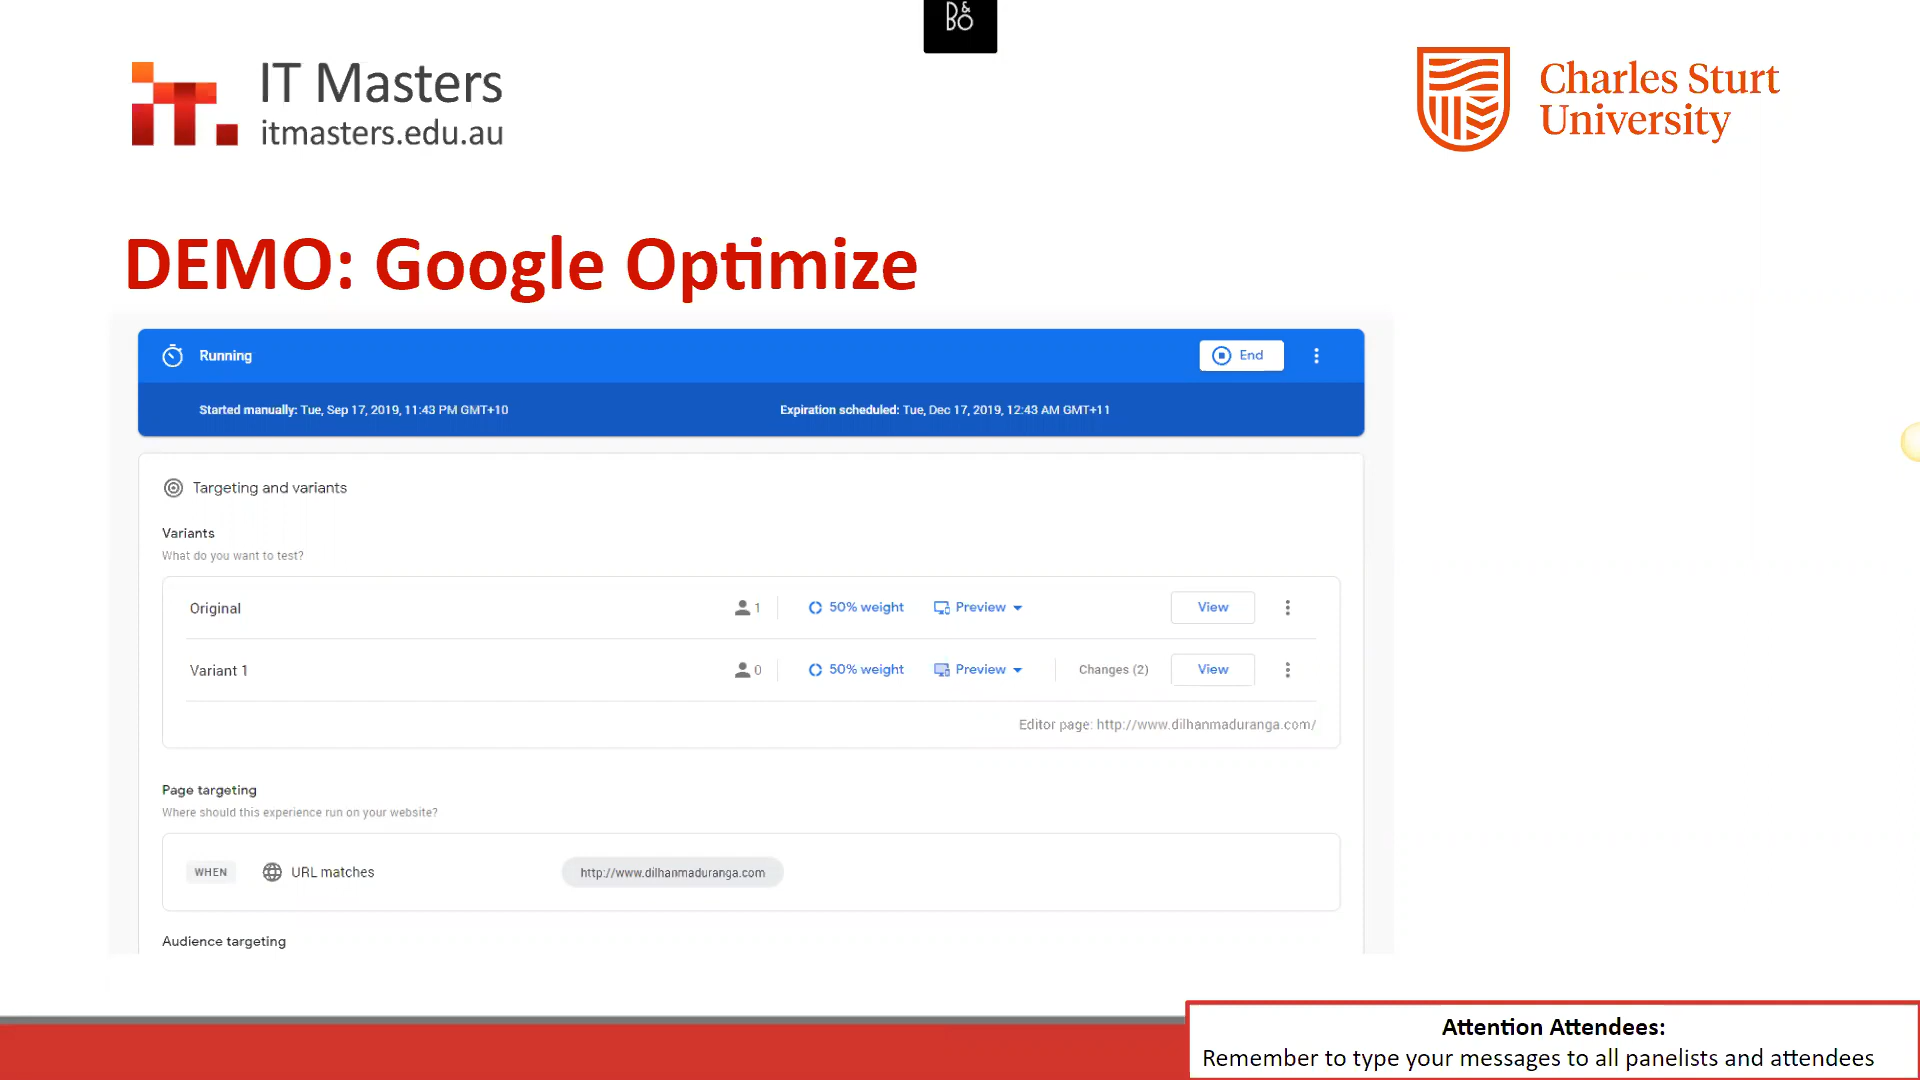 B&O
IT Masters
itmasters.edu.au
Charles Sturt
University
DEMO: Google Optimize
Running
End
Started manually: Tue, Sep 17, 2019, 11:43 PM GMT+10
Expiration scheduled: Tue, Dec 17, 2019, 12:43 AM GMT+11
Targeting and variants
Variants
What do you want to test?
Original 1 50% weight Preview View
Variant 1 0 50% weight Preview Changes (2) View
Editor page: http://www.dilhanmaduranga.com/
Page targeting
Where should this experience run on your website?
WHEN URL matches http://www.dilhanmaduranga.com
Audience targeting
Attention Attendees:
Remember to type your messages to all panelists and attendees